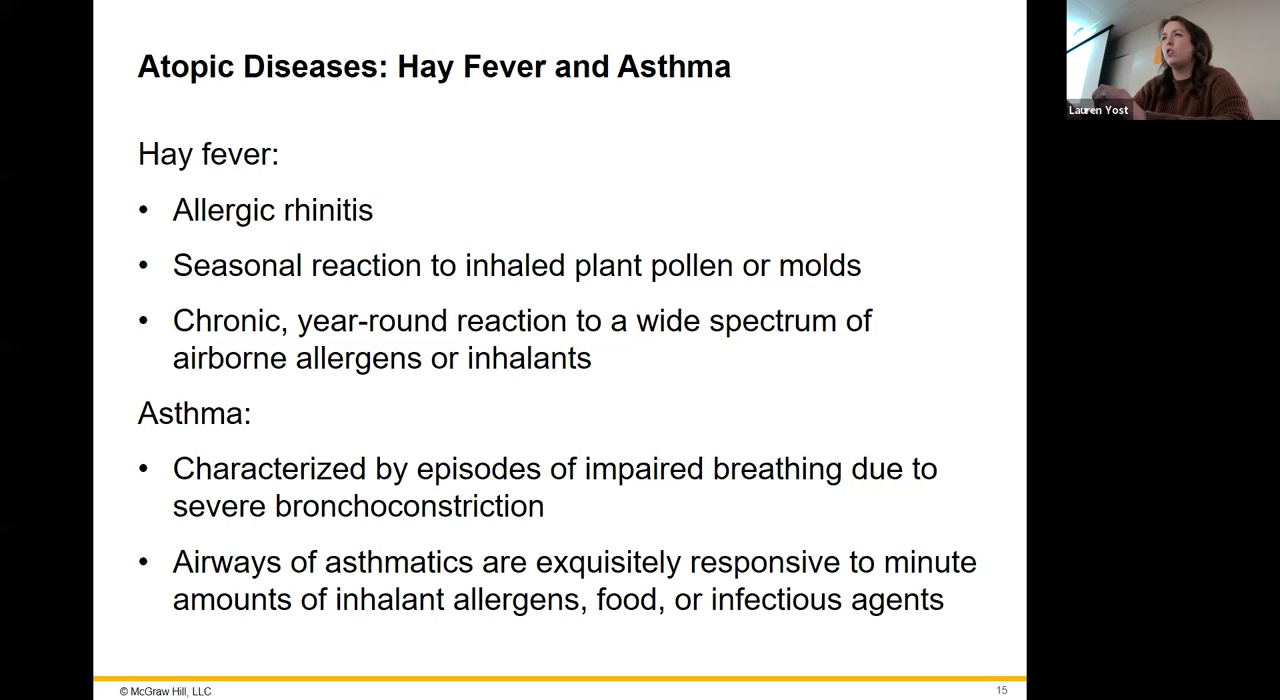 Atopic Diseases: Hay Fever and Asthma
Hay fever:
• Allergic rhinitis
• Seasonal reaction to inhaled plant pollen or molds
• Chronic, year-round reaction to a wide spectrum of
airborne allergens or inhalants
Asthma:
• Characterized by episodes of impaired breathing due to
severe bronchoconstriction
• Airways of asthmatics are exquisitely responsive to minute
amounts of inhalant allergens, food, or infectious agents
© McGraw Hill, LLC
15
Lauren Yost